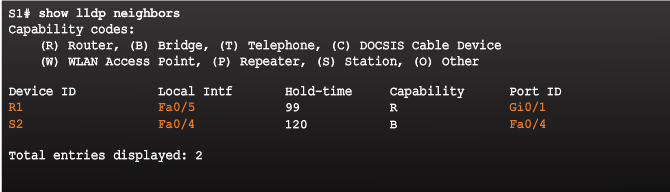 S1# show lldp neighbors
Capability codes:
(R) Router, (B) Bridge, (T) Telephone, (C) DOCSIS Cable Device
(W) WLAN Access Point, (P) Repeater, (S) Station, (O) Other
Device ID Local Intf Hold-time Capability Port ID
R1 Fa0/5 99 R Gi0/1
S2 Fa0/4 120 B Fa0/4
Total entries displayed: 2